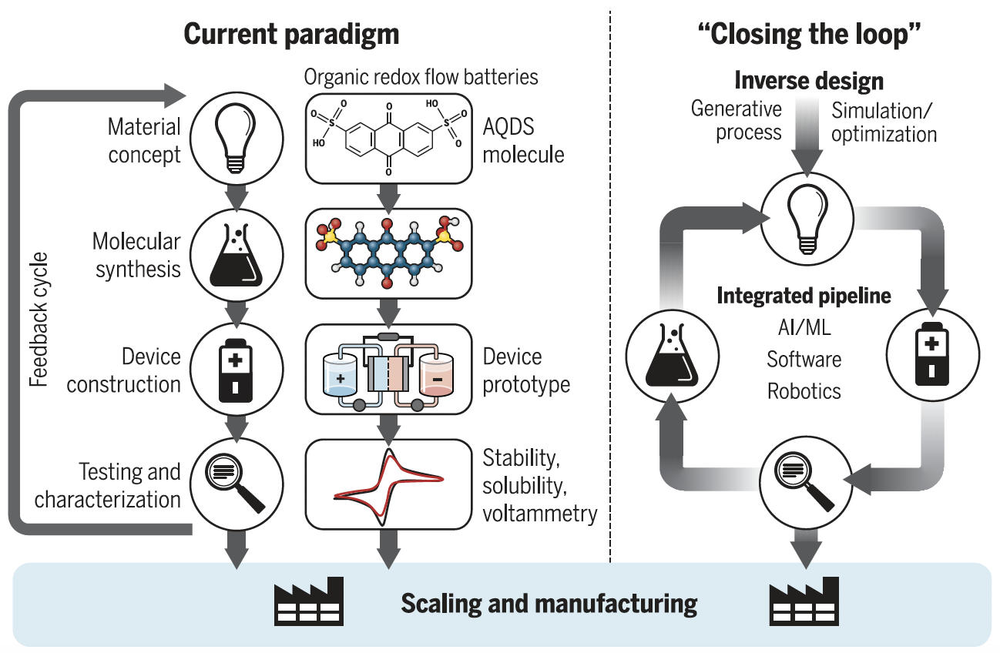 Current paradigm
Organic redox flow batteries
Feedback cycle
Material
concept
O
O
S
HO
O
O
HO
O
S
O
AQDS
molecule
Molecular
synthesis
Device
construction
+
+
−
Device
prototype
Testing and
characterization
Stability,
solubility,
voltammetry
“Closing the loop”
Inverse design
Generative
process
Simulation/
optimization
Integrated pipeline
AI/ML
Software
Robotics
+
Scaling and manufacturing